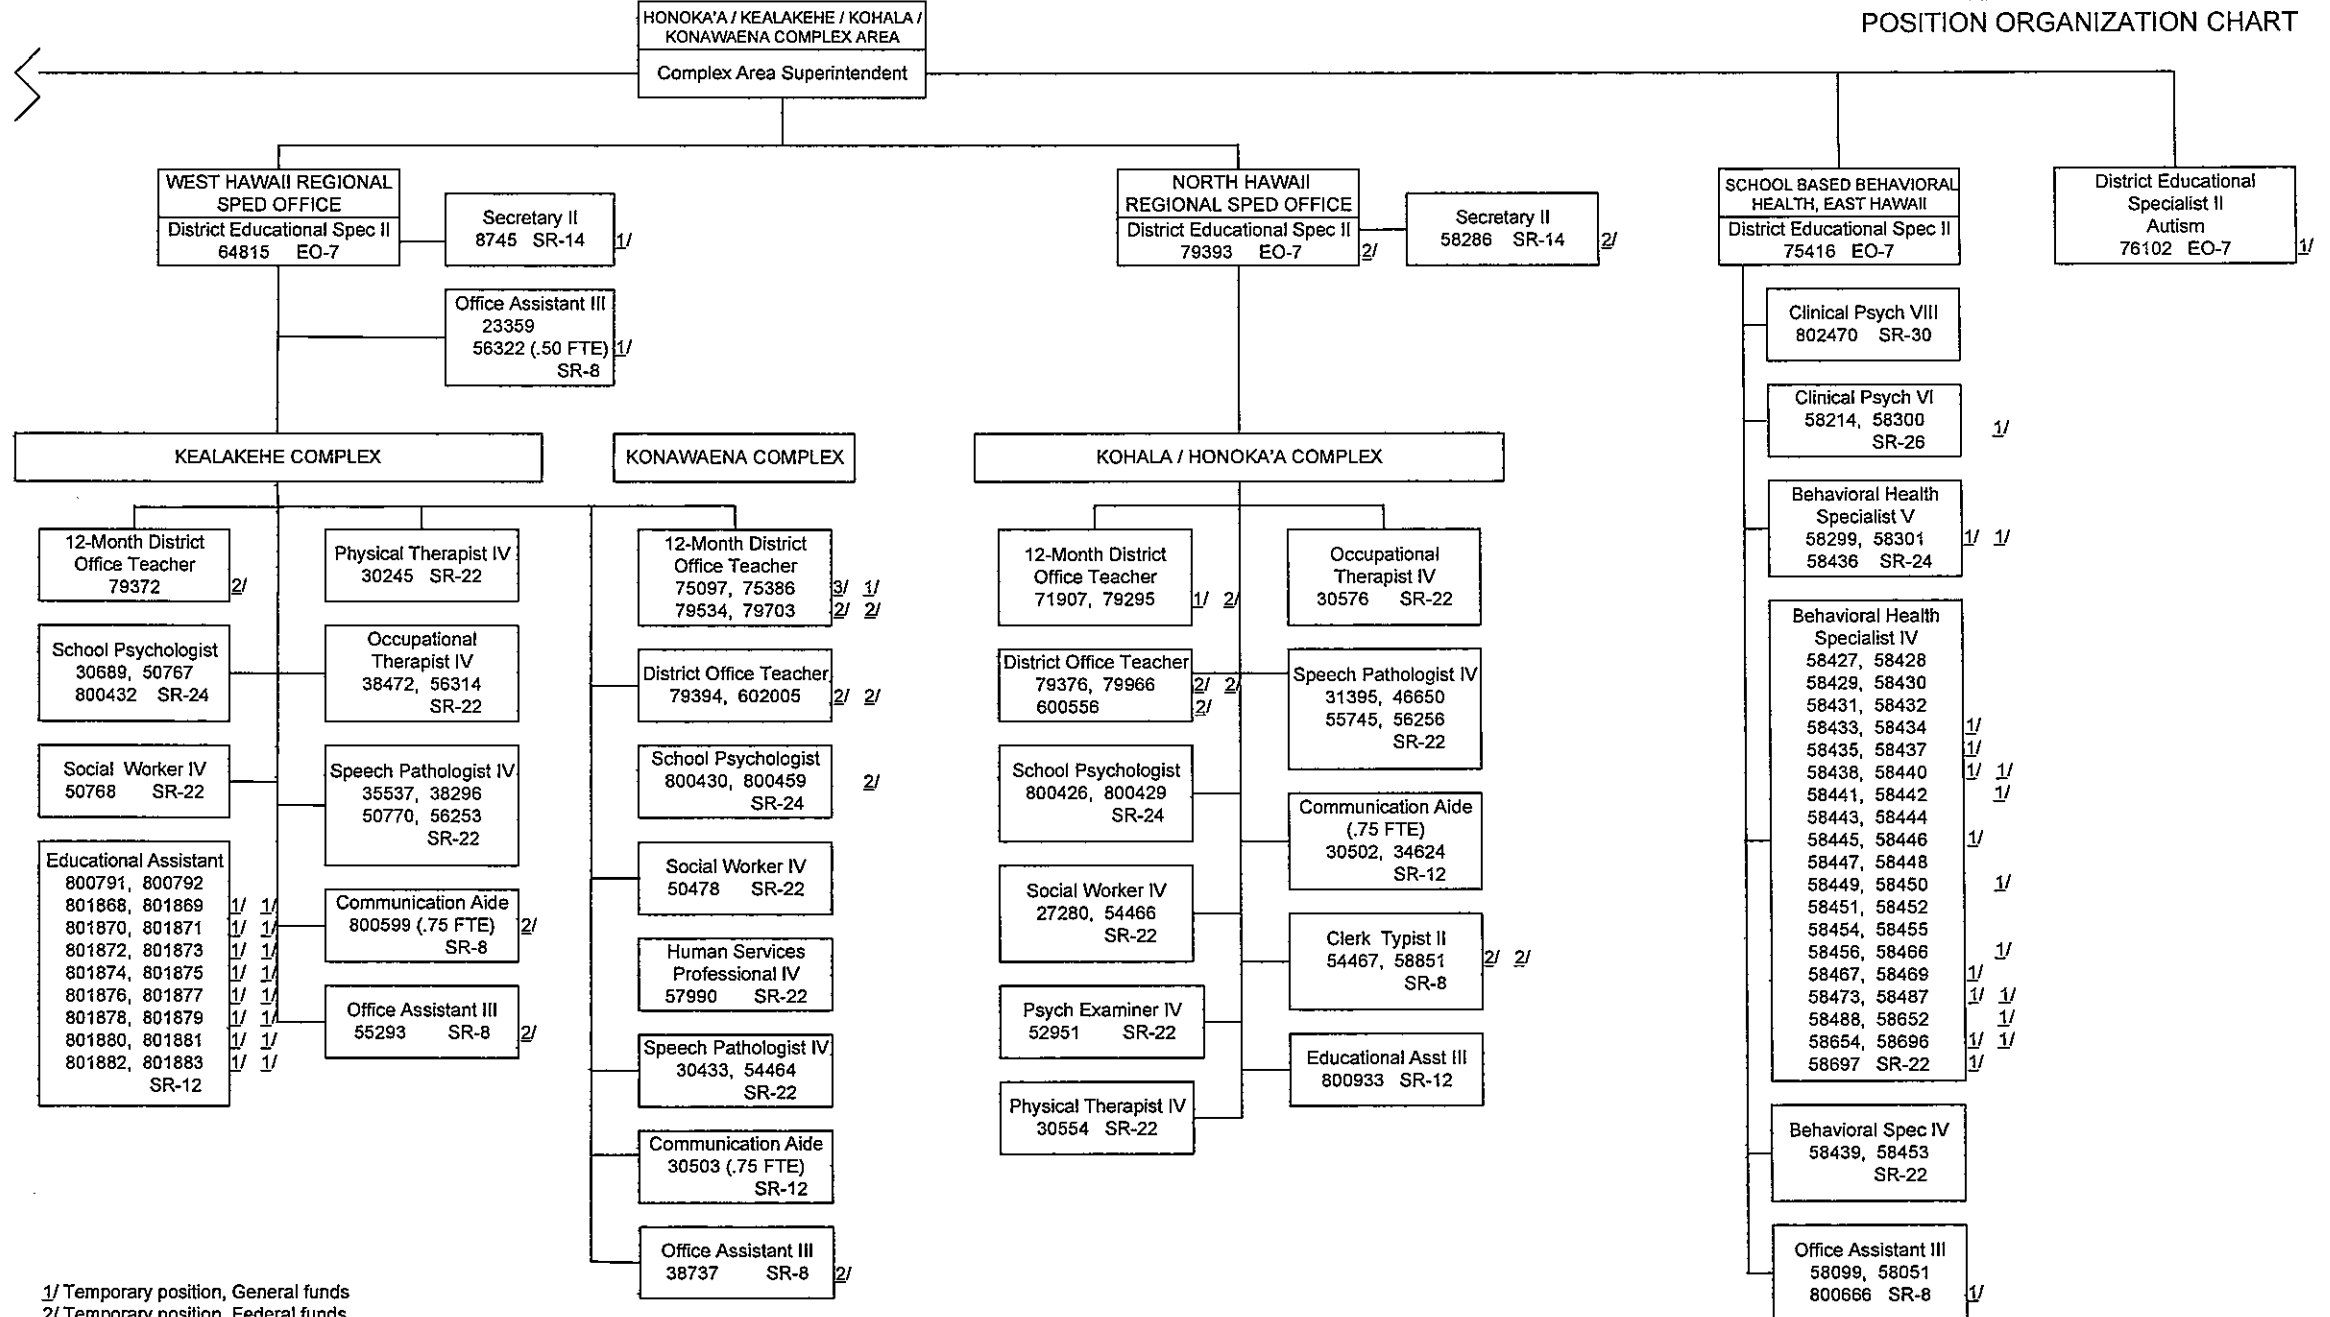 POSITION ORGANIZATION CHART
HONOKA'A / KEALAKEHE / KOHALA /
KONAWAENA COMPLEX AREA
Complex Area Superintendent
WEST HAWAII REGIONAL
SPED OFFICE
District Educational Spec II
64815 EO-7
Secretary II
8745 SR-14 1/
Office Assistant III
23359
56322 (.50 FTE) 1/
SR-8
NORTH HAWAII
REGIONAL SPED OFFICE
District Educational Spec II
79393 EO-7 2/
Secretary II
58286 SR-14 2/
SCHOOL BASED BEHAVIORAL
HEALTH, EAST HAWAII
District Educational Spec II
75416 EO-7
District Educational
Specialist II
Autism
76102 EO-7 1/
KEALAKEHE COMPLEX
12-Month District
Office Teacher
79372 2/
School Psychologist
30689, 50767
800432 SR-24
Social Worker IV
50768 SR-22
Educational Assistant
800791, 800792
801868, 801869 1/ 1/
801870, 801871 1/ 1/
801872, 801873 1/ 1/
801874, 801875 1/ 1/
801876, 801877 1/ 1/
801878, 801879 1/ 1/
801880, 801881 1/ 1/
801882, 801883 1/ 1/
SR-12
Physical Therapist IV
30245 SR-22
Occupational
Therapist IV
38472, 56314
SR-22
Speech Pathologist IV
35537, 38296
50770, 56253
SR-22
Communication Aide
800599 (.75 FTE) 2/
SR-8
Office Assistant III
55293 SR-8 2/
KONAWAENA COMPLEX
12-Month District
Office Teacher
75097, 75386 3/ 1/
79534, 79703 2/ 2/
District Office Teacher
79394, 602005 2/ 2/
School Psychologist
800430, 800459 2/
SR-24
Social Worker IV
50478 SR-22
Human Services
Professional IV
57990 SR-22
Speech Pathologist IV
30433, 54464
SR-22
Communication Aide
30503 (.75 FTE)
SR-12
Office Assistant III
38737 SR-8 2/
KOHALA / HONOKA'A COMPLEX
12-Month District
Office Teacher
71907, 79295 1/ 2/
District Office Teacher
79376, 79966 2/ 2/
600556 2/
School Psychologist
800426, 800429
SR-24
Social Worker IV
27280, 54466
SR-22
Psych Examiner IV
52951 SR-22
Physical Therapist IV
30554 SR-22
Occupational
Therapist IV
30576 SR-22
Speech Pathologist IV
31395, 46650
55745, 56256
SR-22
Communication Aide
(.75 FTE)
30502, 34624
SR-12
Clerk Typist II
54467, 58851 2/ 2/
SR-8
Educational Asst III
800933 SR-12
Clinical Psych VIII
802470 SR-30
Clinical Psych VI
58214, 58300 1/
SR-26
Behavioral Health
Specialist V
58299, 58301 1/ 1/
58436 SR-24
Behavioral Health
Specialist IV
58427, 58428
58429, 58430
58431, 58432
58433, 58434 1/
58435, 58437 1/
58438, 58440 1/ 1/
58441, 58442 1/
58443, 58444
58445, 58446 1/
58447, 58448
58449, 58450 1/
58451, 58452
58454, 58455
58456, 58466 1/
58467, 58469 1/
58473, 58487 1/ 1/
58488, 58652 1/
58654, 58696 1/ 1/
58697 SR-22 1/
Behavioral Spec IV
58439, 58453
SR-22
Office Assistant III
58099, 58051
800666 SR-8 1/
1/ Temporary position, General funds
2/ Temporary position, Federal funds